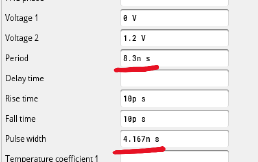 Voltage 1
0 V
Voltage 2
1.2 V
Period
8.3n s
Delay time
Rise time
10p s
Fall time
10p s
Pulse width
4.167n s
Temperature coefficient 1